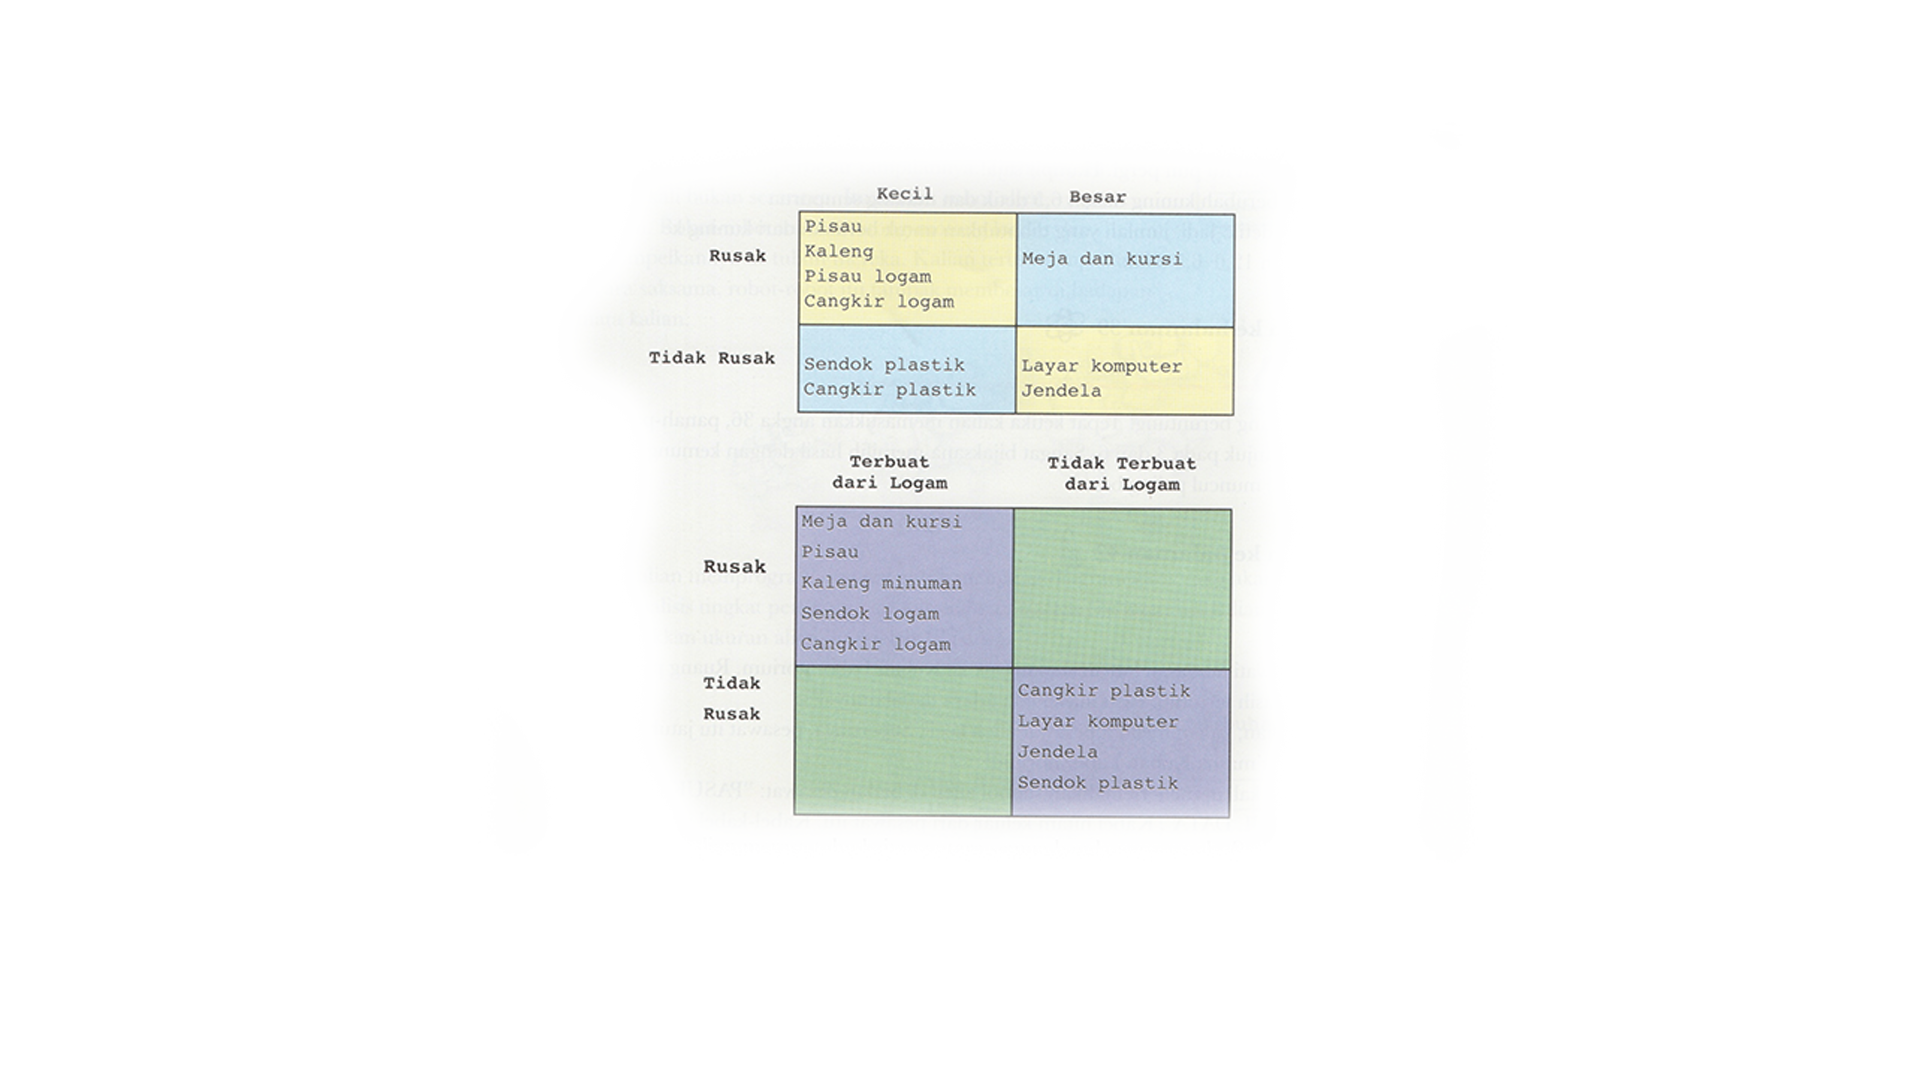 Kecil Besar
Rusak
Pisau
Kaleng
Pisau logam
Cangkir logam
Meja dan kursi
Tidak Rusak
Sendok plastik
Cangkir plastik
Layar komputer
Jendela
Terbuat
dari Logam
Tidak Terbuat
dari Logam
Rusak
Meja dan kursi
Pisau
Kaleng minuman
Sendok logam
Cangkir logam
Tidak
Rusak
Cangkir plastik
Layar komputer
Jendela
Sendok plastik